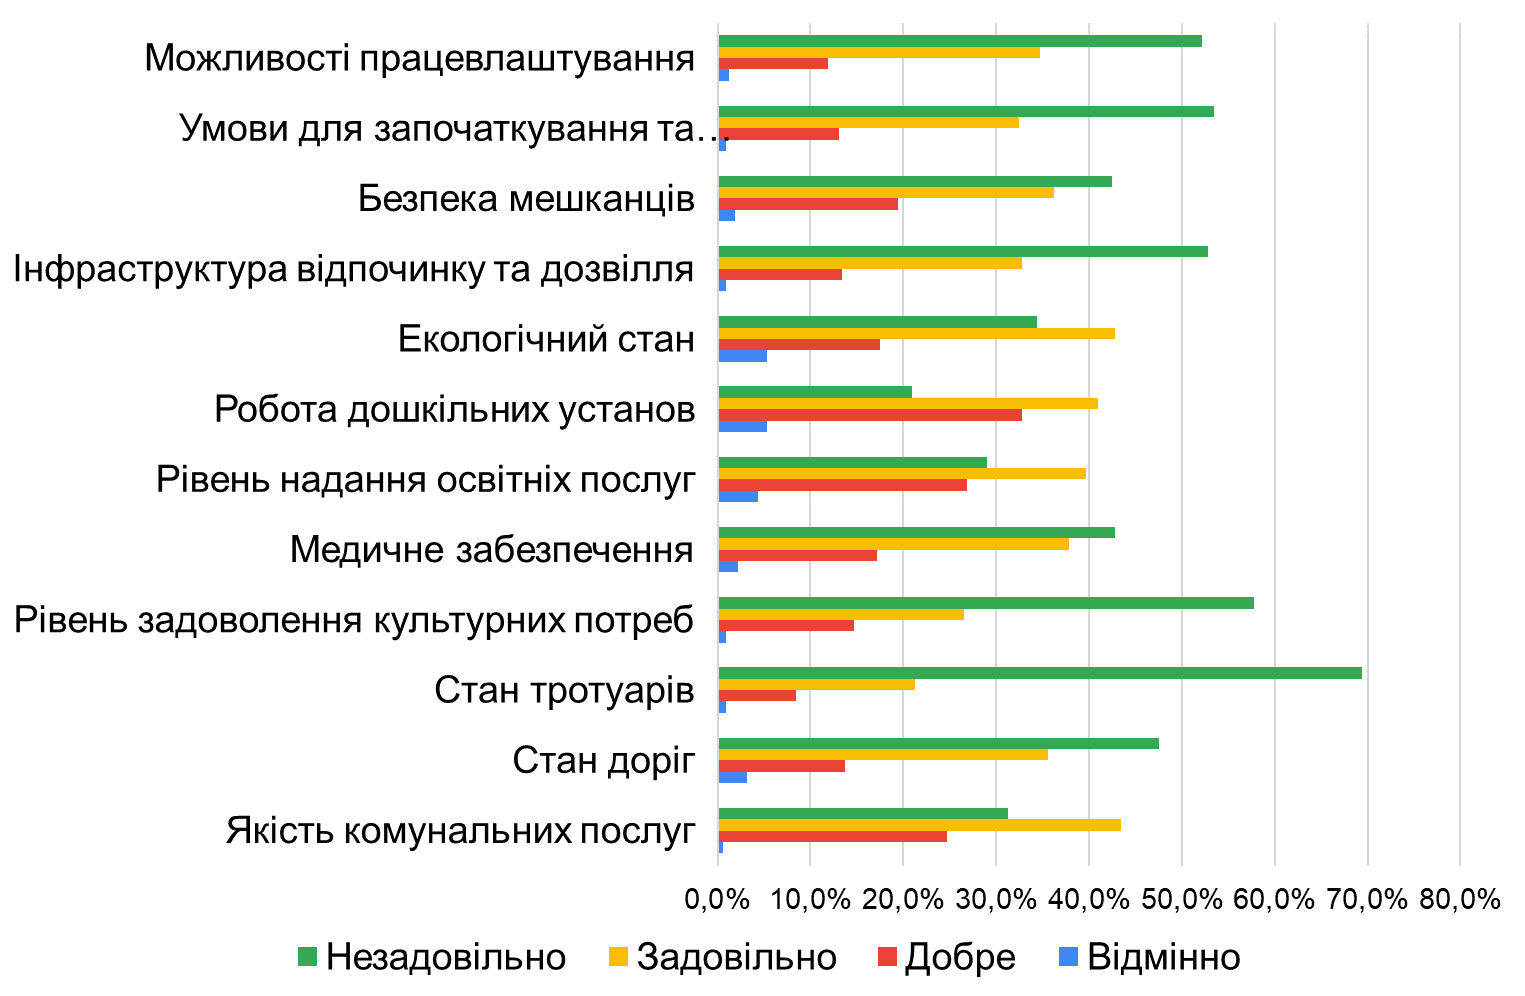 Можливості працевлаштування
Умови для започаткування та…
Безпека мешканців
Інфраструктура відпочинку та дозвілля
Екологічний стан
Робота дошкільних установ
Рівень надання освітніх послуг
Медичне забезпечення
Рівень задоволення культурних потреб
Стан тротуарів
Стан доріг
Якість комунальних послуг
0,0% 10,0% 20,0% 30,0% 40,0% 50,0% 60,0% 70,0% 80,0%
Незадовільно Задовільно Добре Відмінно